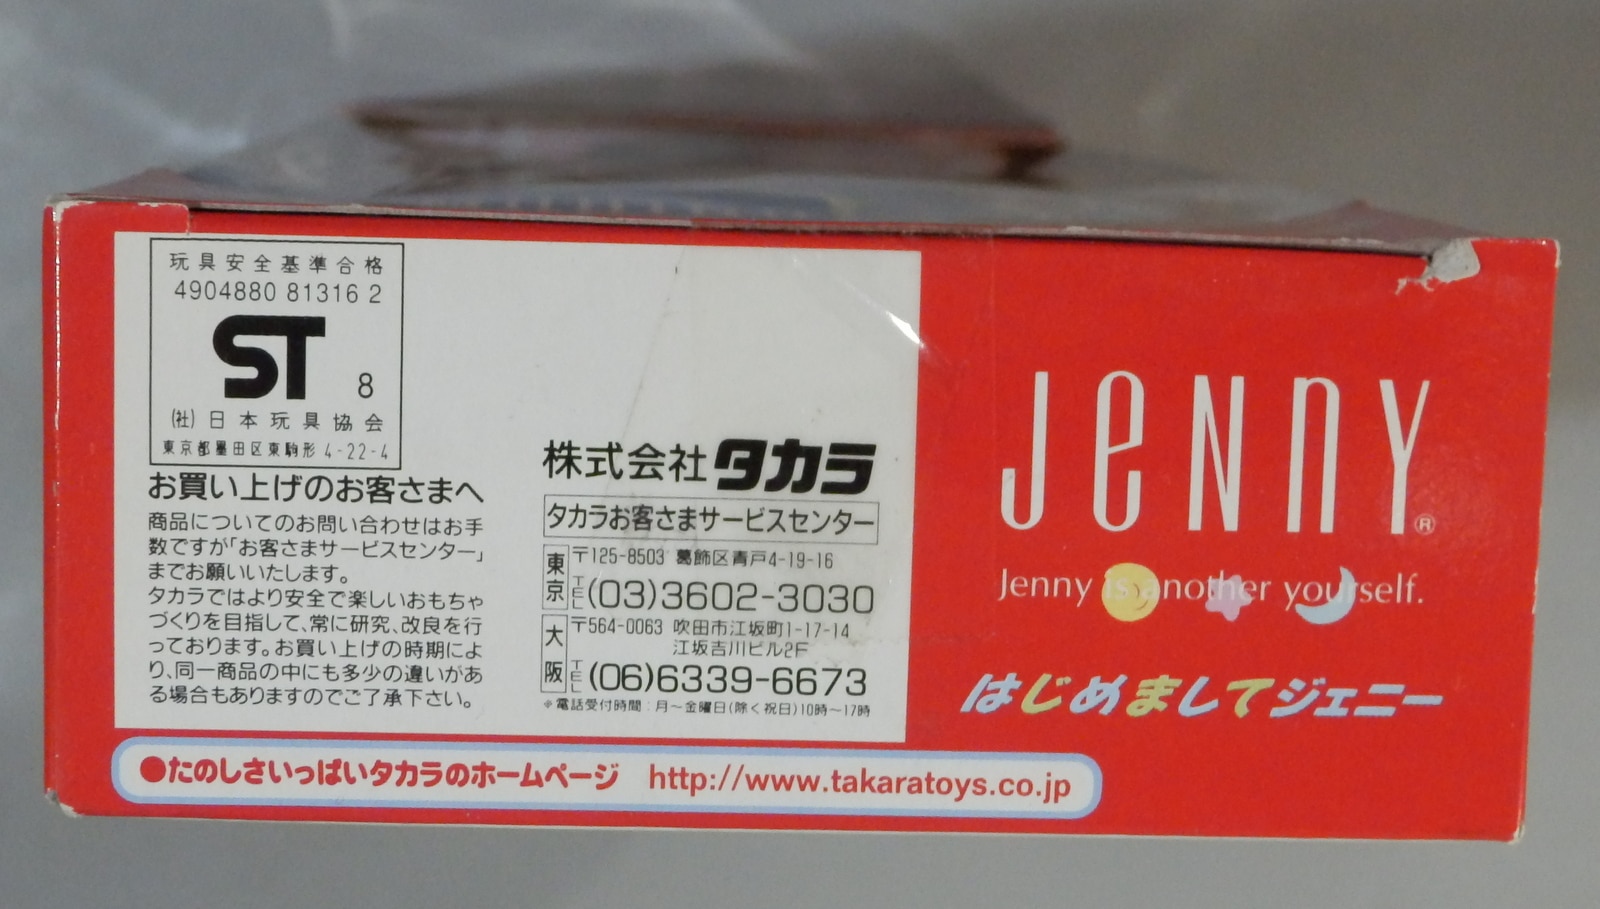 玩具安全基準合格
4904880 81316 2
ST 8
(社)日本玩具協会
東京都墨田区東駒形4-22-4
お買い上げのお客さまへ
商品についてのお問い合わせはお手
数ですが「お客さまサービスセンター」
までお願いいたします。
タカラではより安全で楽しいおもちゃ
づくりを目指して、常に研究、改良を行
っております。お買い上げの時期によ
り、同一商品の中にも多少の違いがあ
る場合もありますのでご了承下さい。
株式会社タカラ
タカラお客さまサービスセンター
東京 〒125-8503 葛飾区青戸4-19-16
TEL (03)3602-3030
大阪 〒564-0063 吹田市江坂町1-17-14
江坂吉川ビル2F
TEL (06)6339-6673
※電話受付時間：月〜金曜日(除く祝日)10時〜17時
●たのしさいっぱいタカラのホームページ http://www.takaratoys.co.jp
JeNNY®
Jenny is another yourself.
はじめましてジェニー